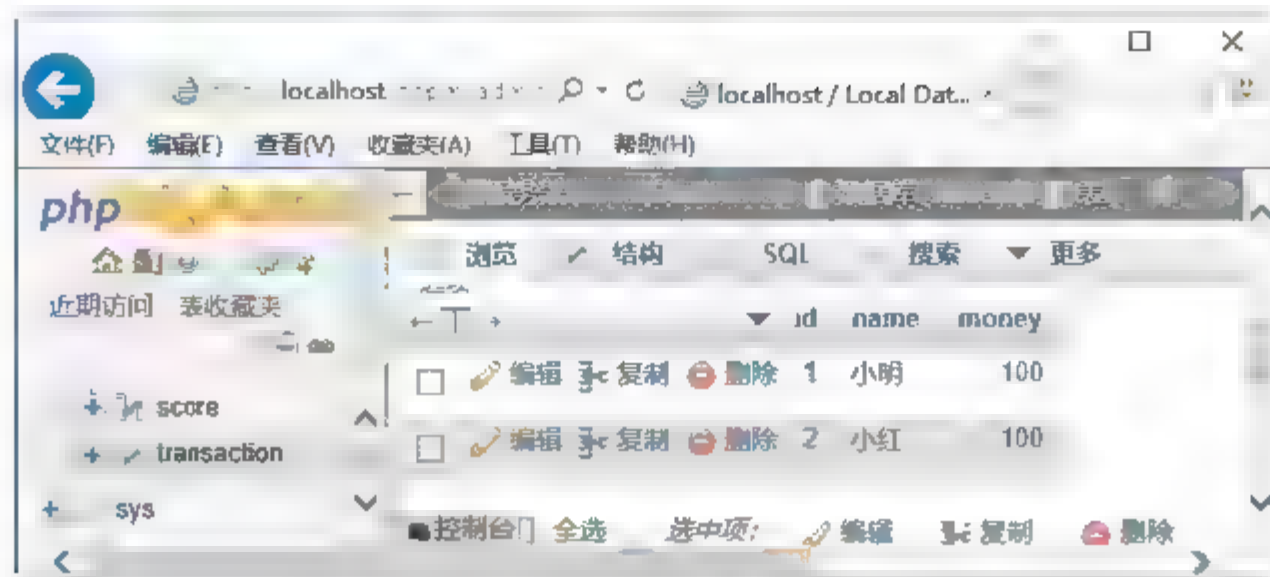 localhost localhost / Local Dat...
文件(F) 编辑(E) 查看(V) 收藏夹(A) 工具(T) 帮助(H)
php
浏览 结构 SQL 搜索 更多
近期访问 表收藏夹
id name money
编辑 复制 删除 1 小明 100
score
编辑 复制 删除 2 小红 100
transaction
sys
控制台 全选 选中项: 编辑 复制 删除